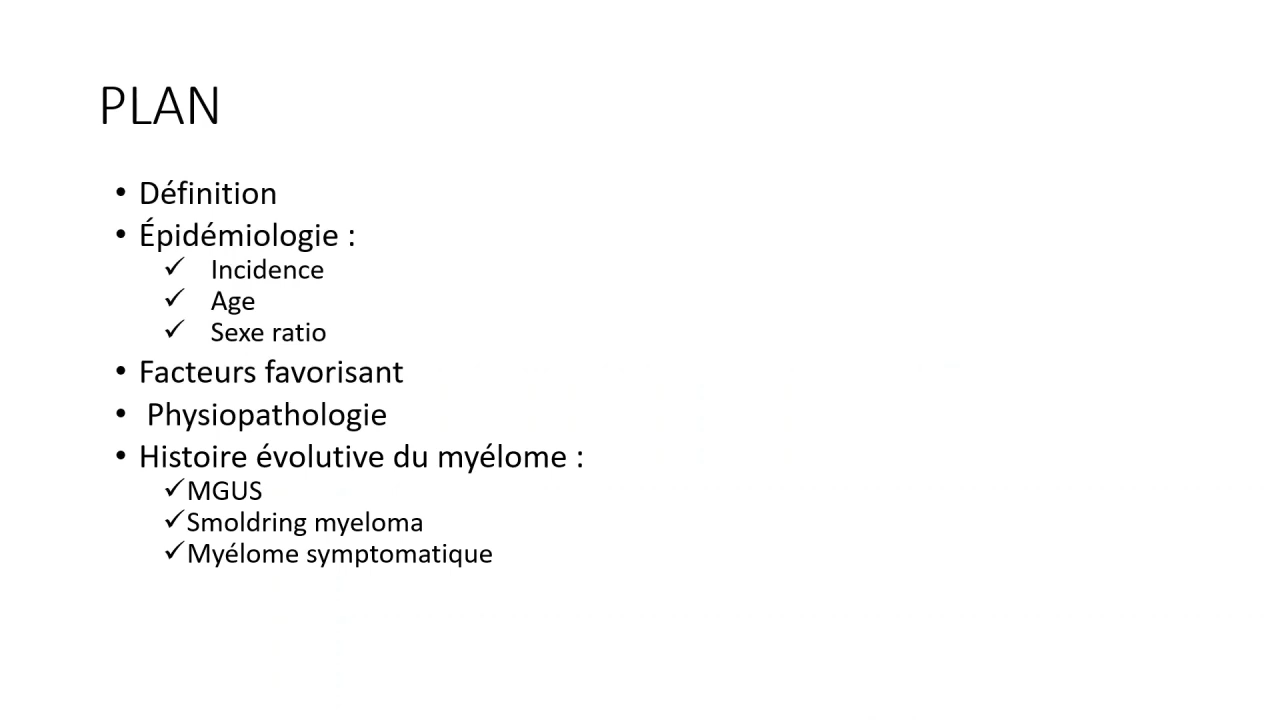 PLAN
• Définition
• Épidémiologie :
✓ Incidence
✓ Age
✓ Sexe ratio
• Facteurs favorisant
• Physiopathologie
• Histoire évolutive du myélome :
✓MGUS
✓Smoldring myeloma
✓Myélome symptomatique